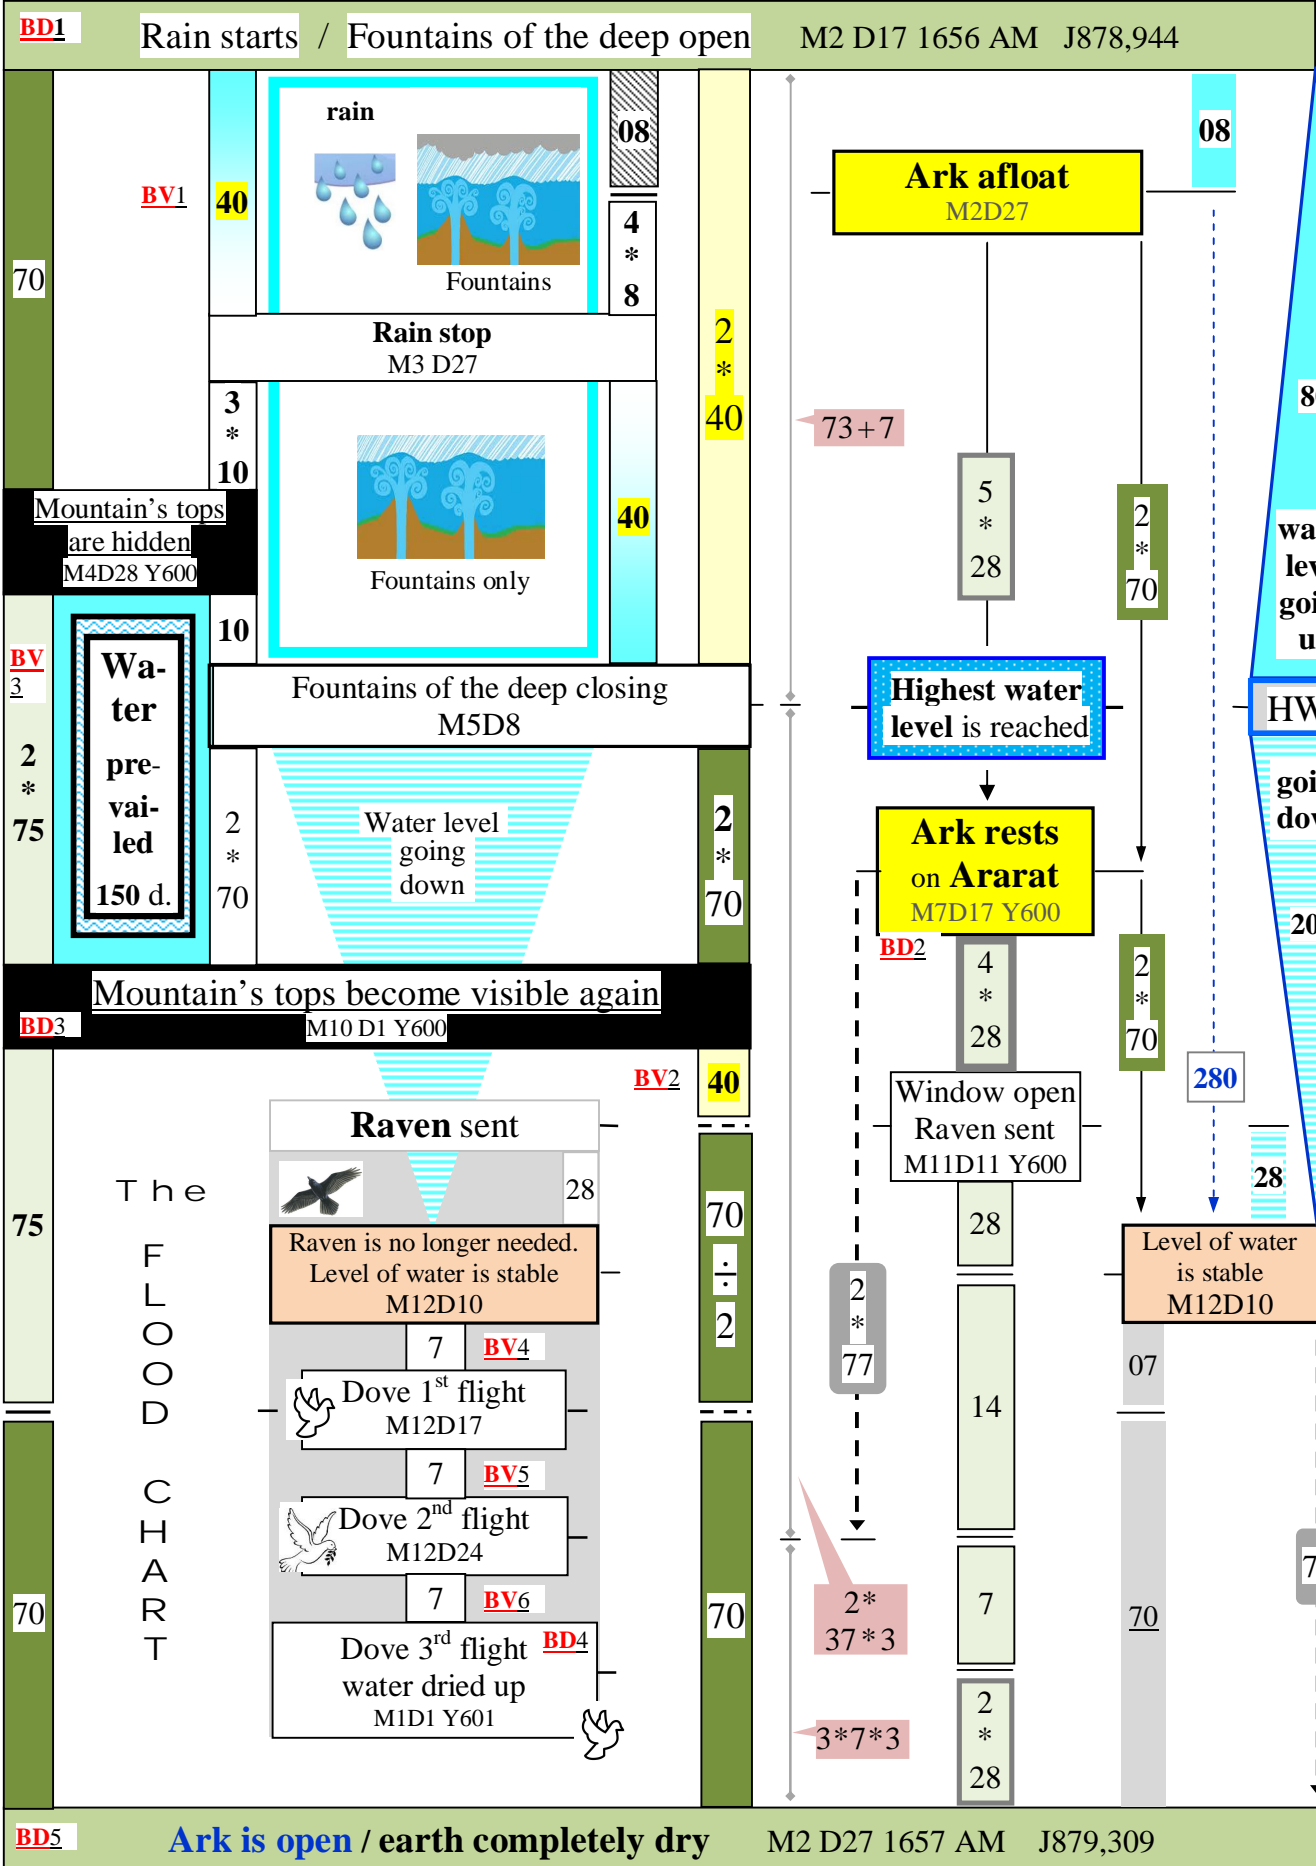 BD1 Rain starts / Fountains of the deep open M2 D17 1656 AM J878,944
70
BV1
40
rain
Fountains
08
4
*
8
Rain stop
M3 D27
3
*
10
Fountains only
40
2
*
40
Mountain's tops
are hidden
M4D28 Y600
10
BV
3
2
*
75
Wa-
ter
pre-
vai-
led
150 d.
Fountains of the deep closing
M5D8
2
*
70
Water level
going
down
2
*
70
Mountain's tops become visible again
BD3 M10 D1 Y600
75
BV2
40
Raven sent
28
Raven is no longer needed.
Level of water is stable
M12D10
7 BV4
Dove 1st flight
M12D17
7 BV5
Dove 2nd flight
M12D24
7 BV6
Dove 3rd flight BD4
water dried up
M1D1 Y601
70
÷
2
70
70
The
FLOOD
CHART
73+7
2*
37*3
3*7*3
Ark afloat
M2D27
08
5
*
28
2
*
70
Highest water
level is reached
Ark rests
on Ararat
M7D17 Y600
BD2
4
*
28
2
*
70
Window open
Raven sent
M11D11 Y600
28
2
*
77
14
7
2
*
28
280
28
Level of water
is stable
M12D10
07
70
8
wa
lev
goi
u
HW
goi
dov
20
7
BD5 Ark is open / earth completely dry M2 D27 1657 AM J879,309